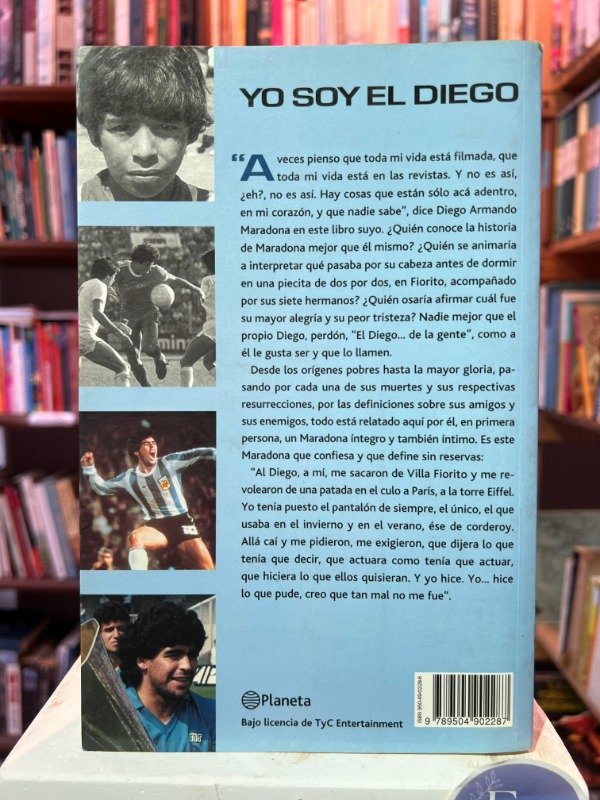 YO SOY EL DIEGO
"A veces pienso que toda mi vida está filmada, que
toda mi vida está en las revistas. Y no es así,
¿eh?, no es así. Hay cosas que están sólo acá adentro,
en mi corazón, y que nadie sabe", dice Diego Armando
Maradona en este libro suyo. ¿Quién conoce la historia
de Maradona mejor que él mismo? ¿Quién se animaría
a interpretar qué pasaba por su cabeza antes de dormir
en una piecita de dos por dos, en Fiorito, acompañado
por sus siete hermanos? ¿Quién osaría afirmar cuál fue
su mayor alegría y su peor tristeza? Nadie mejor que el
propio Diego, perdón, "El Diego... de la gente", como a
él le gusta ser y que lo llamen.
Desde los orígenes pobres hasta la mayor gloria, pa-
sando por cada una de sus muertes y sus respectivas
resurrecciones, por las definiciones sobre sus amigos y
sus enemigos, todo está relatado aquí por él, en primera
persona, un Maradona íntegro y también íntimo. Es este
Maradona que confiesa y que define sin reservas:
"Al Diego, a mí, me sacaron de Villa Fiorito y me re-
volearon de una patada en el culo a París, a la torre Eiffel.
Yo tenía puesto el pantalón de siempre, el único, el que
usaba en el invierno y en el verano, ése de corderoy.
Allá caí y me pidieron, me exigieron, que dijera lo que
tenía que decir, que actuara como tenía que actuar,
que hiciera lo que ellos quisieran. Y yo hice. Yo... hice
lo que pude, creo que tan mal no me fue".
Planeta
Bajo licencia de TyC Entertainment
ISBN 950-49-0228-6
9 789504 902287